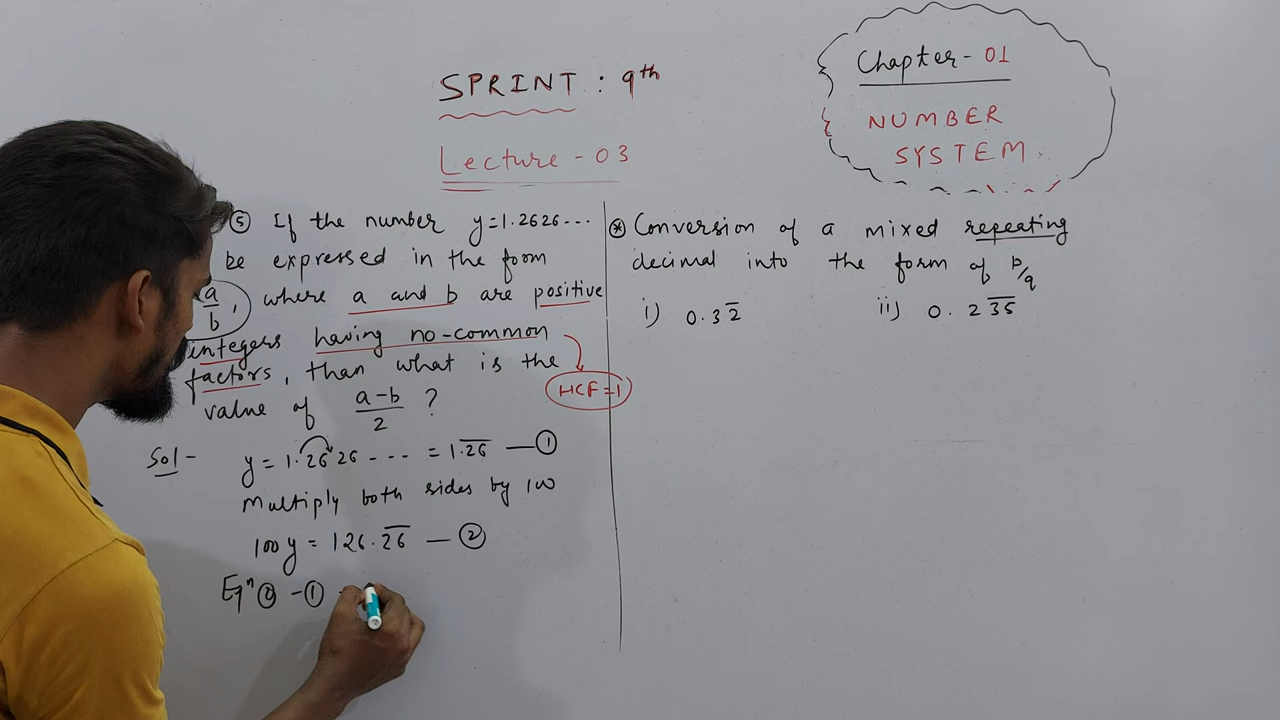 SPRINT : 9th
Lecture - 03
Chapter - 01
NUMBER
SYSTEM
⑤ If the number y=1.2626---
be expressed in the form
a/b, where a and b are positive
integers having no-common
factors, than what is the
HCF=1
value of (a-b)/2 ?
Sol- y = 1.2626 --- = 1.2̅6̅ — ①
Multiply both sides by 100
100y = 126.2̅6̅ — ②
Eqⁿ ② - ①
⊛ Conversion of a mixed repeating
decimal into the form of p/q
i) 0.32̅ ii) 0.23̅5̅